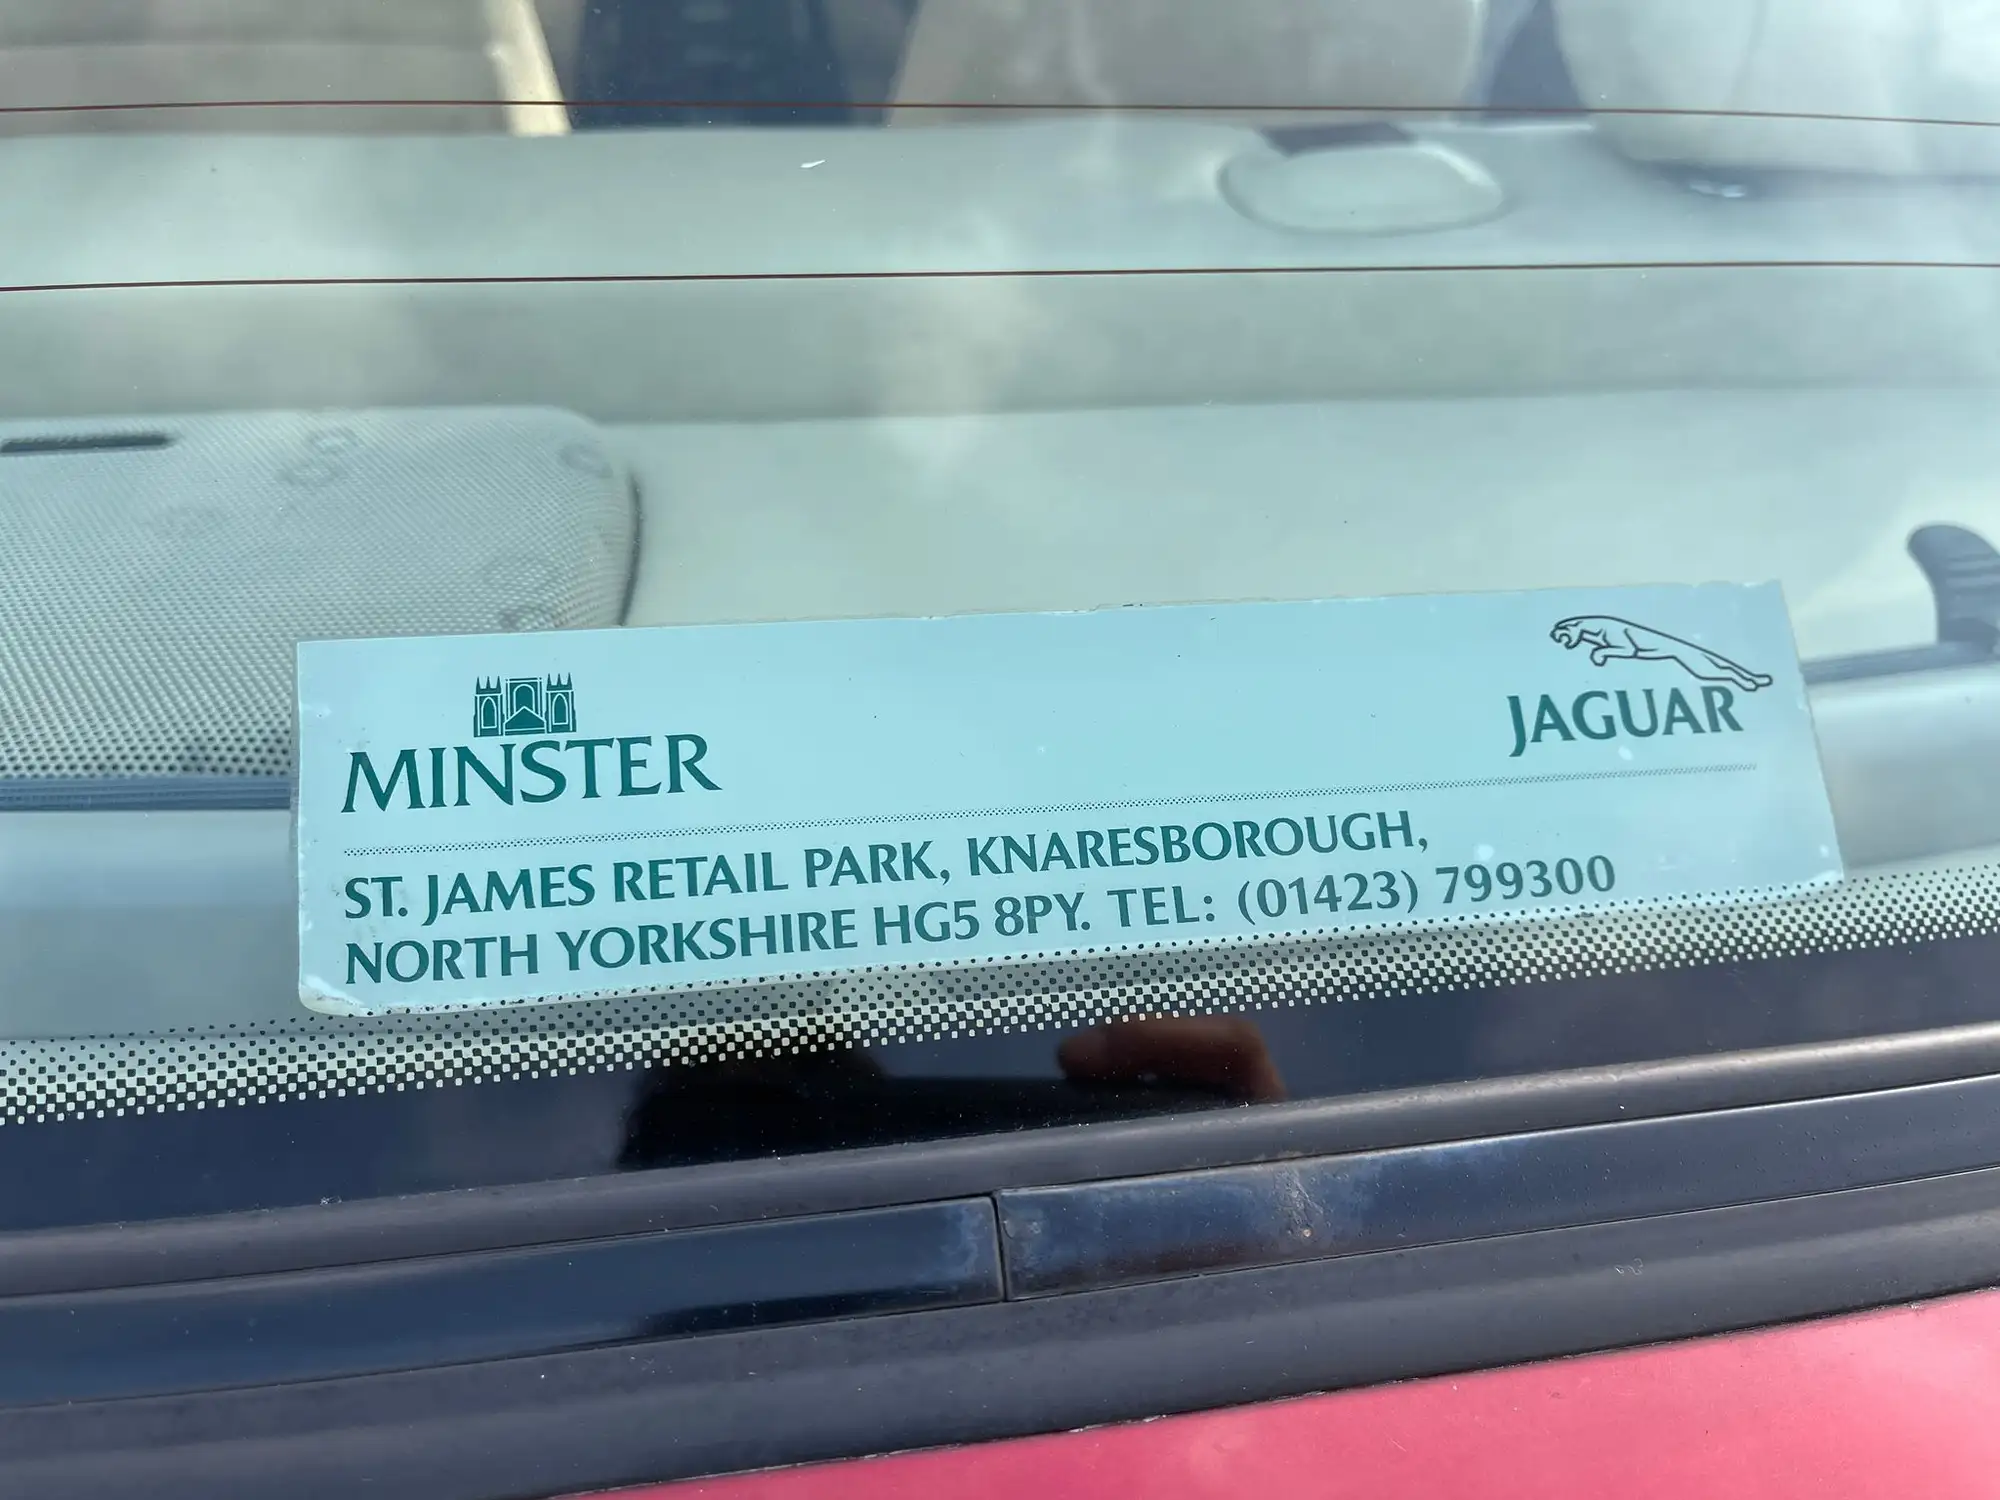 MINSTER
JAGUAR
ST. JAMES RETAIL PARK, KNARESBOROUGH,
NORTH YORKSHIRE HG5 8PY. TEL: (01423) 799300